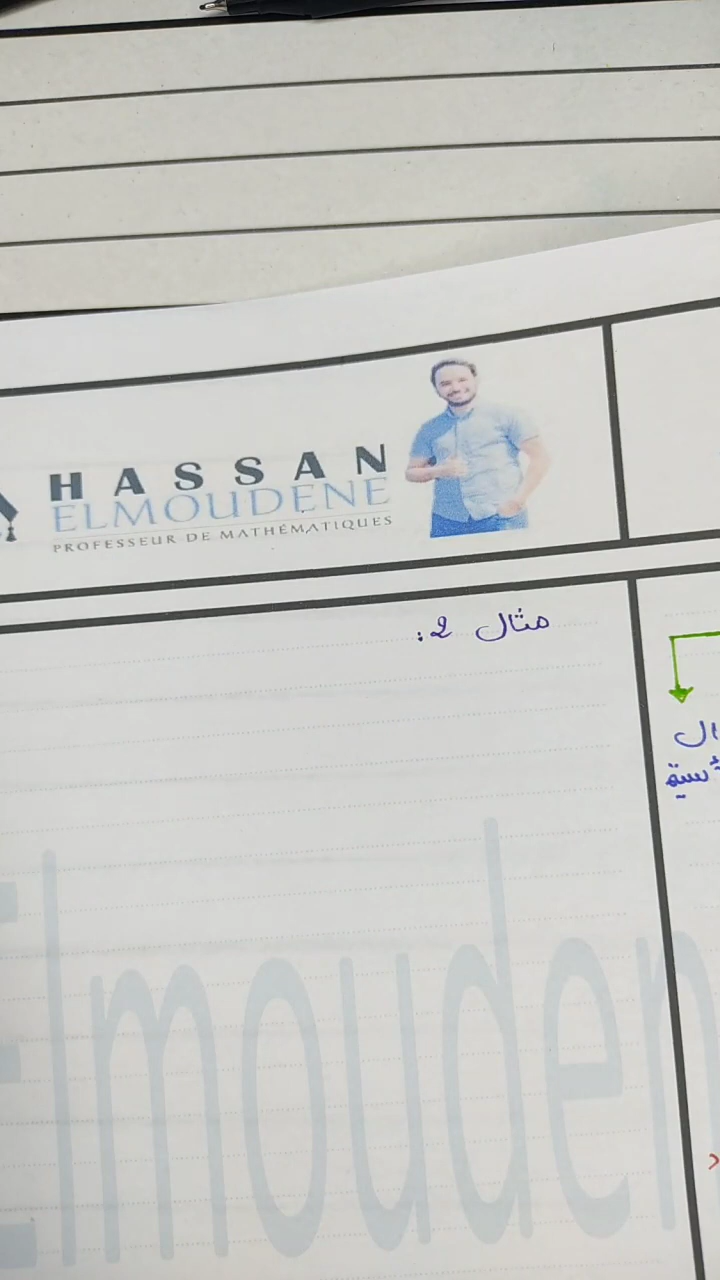 HASSAN
ELMOUDENE
PROFESSEUR DE MATHÉMATIQUES
مثال 2:
Elmouden